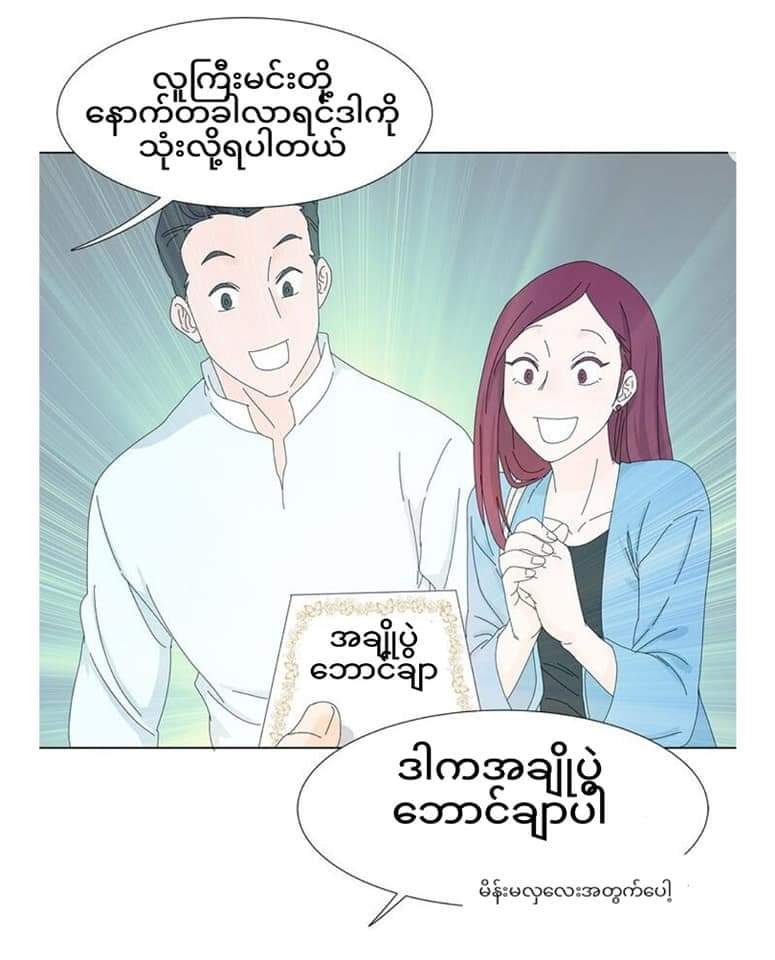 လူကြီးမင်းတို့
နောက်တခါလာရင်ဒါကို
သုံးလို့ရပါတယ်
အချိုပွဲ
ဘောင်ချာ
ဒါကအချိုပွဲ
ဘောင်ချာပါ
မိန်းမလှလေးအတွက်ပေါ့